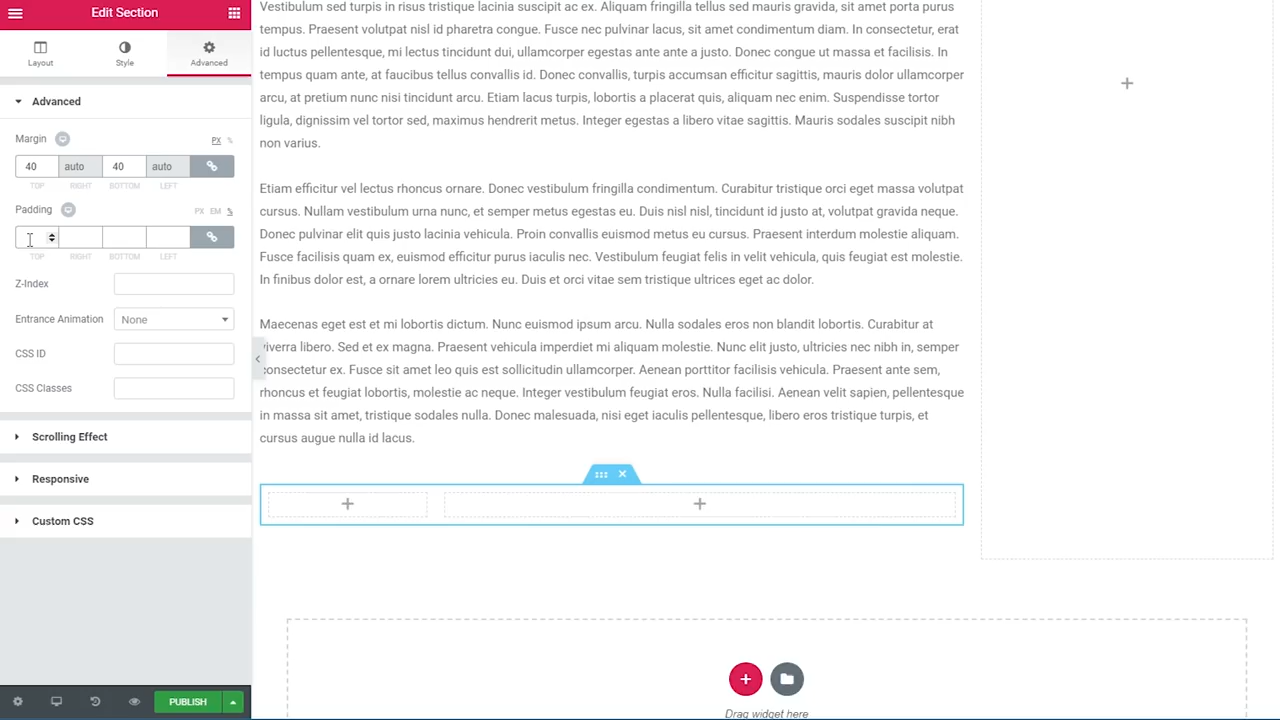 Edit Section
Layout
Style
Advanced
Advanced
Margin
PX %
40 auto 40 auto
TOP RIGHT BOTTOM LEFT
Padding
PX EM %
TOP RIGHT BOTTOM LEFT
Z-Index
Entrance Animation
None
CSS ID
CSS Classes
Scrolling Effect
Responsive
Custom CSS
PUBLISH
Vestibulum sed turpis in risus tristique lacinia suscipit ac ex. Aliquam fringilla tellus sed mauris gravida, sit amet porta purus
tempus. Praesent volutpat nisl id pharetra congue. Fusce nec pulvinar lacus, sit amet condimentum diam. In consectetur, erat
id luctus pellentesque, mi lectus tincidunt dui, ullamcorper egestas ante ante a justo. Donec congue ut massa et facilisis. In
tempus quam ante, at faucibus tellus convallis id. Donec convallis, turpis accumsan efficitur sagittis, mauris dolor ullamcorper
arcu, at pretium nunc nisi tincidunt arcu. Etiam lacus turpis, lobortis a placerat quis, aliquam nec enim. Suspendisse tortor
ligula, dignissim vel tortor sed, maximus hendrerit metus. Integer egestas a libero vitae sagittis. Mauris sodales suscipit nibh
non varius.
Etiam efficitur vel lectus rhoncus ornare. Donec vestibulum fringilla condimentum. Curabitur tristique orci eget massa volutpat
cursus. Nullam vestibulum urna nunc, et semper metus egestas eu. Duis nisl nisl, tincidunt id justo at, volutpat gravida neque.
Donec pulvinar elit quis justo lacinia vehicula. Proin convallis euismod metus eu cursus. Praesent interdum molestie aliquam.
Fusce facilisis quam ex, euismod efficitur purus iaculis nec. Vestibulum feugiat felis in velit vehicula, quis feugiat est molestie.
In finibus dolor est, a ornare lorem ultricies eu. Duis et orci vitae sem tristique ultrices eget ac dolor.
Maecenas eget est et mi lobortis dictum. Nunc euismod ipsum arcu. Nulla sodales eros non blandit lobortis. Curabitur at
viverra libero. Sed et ex magna. Praesent vehicula imperdiet mi aliquam molestie. Nunc elit justo, ultricies nec nibh in, semper
consectetur ex. Fusce sit amet leo quis est sollicitudin ullamcorper. Aenean porttitor facilisis vehicula. Praesent ante sem,
rhoncus et feugiat lobortis, molestie ac neque. Integer vestibulum feugiat eros. Nulla facilisi. Aenean velit sapien, pellentesque
in massa sit amet, tristique sodales nulla. Donec malesuada, nisi eget iaculis pellentesque, libero eros tristique turpis, et
cursus augue nulla id lacus.
Drag widget here